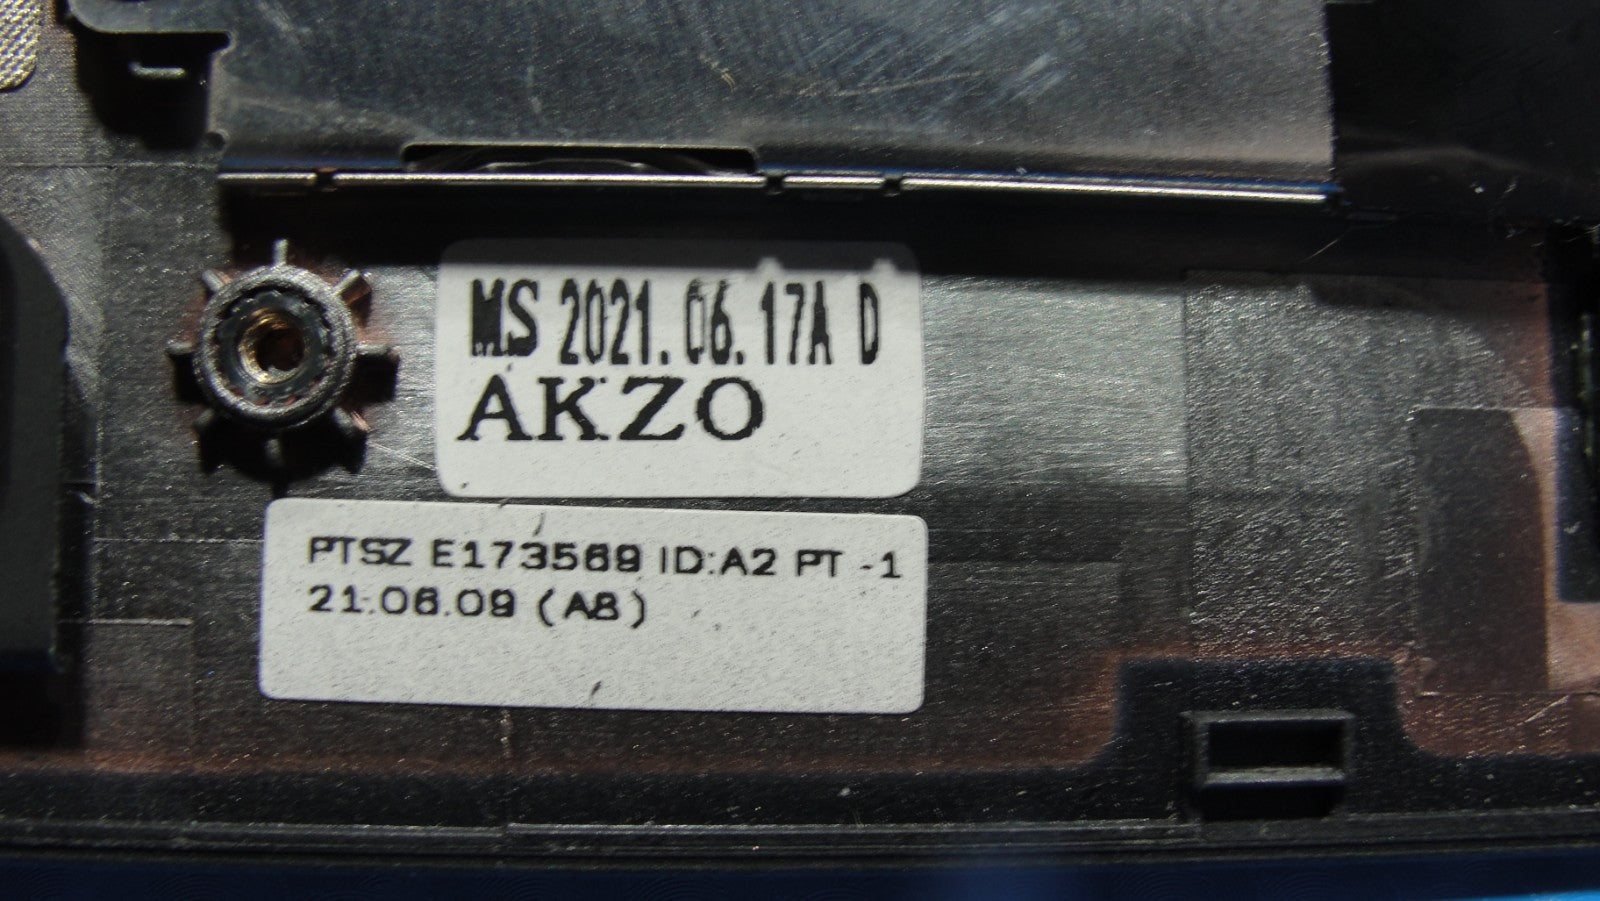 MS 2021.06.17A D
AKZO
PTSZ E173569 ID:A2 PT -1
21.06.09 (A8)